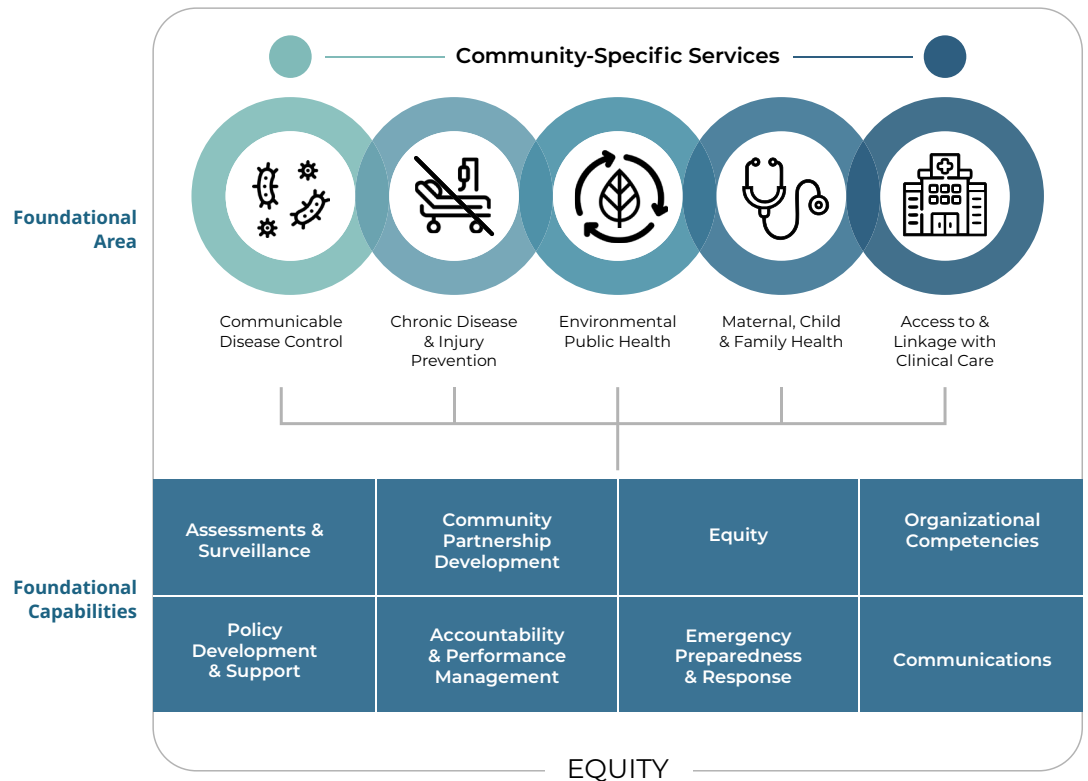 Community-Specific Services
Foundational
Area
Communicable
Disease Control
Chronic Disease
& Injury
Prevention
Environmental
Public Health
Maternal, Child
& Family Health
Access to &
Linkage with
Clinical Care
Foundational
Capabilities
Assessments &
Surveillance
Community
Partnership
Development
Equity
Organizational
Competencies
Policy
Development
& Support
Accountability
& Performance
Management
Emergency
Preparedness
& Response
Communications
EQUITY